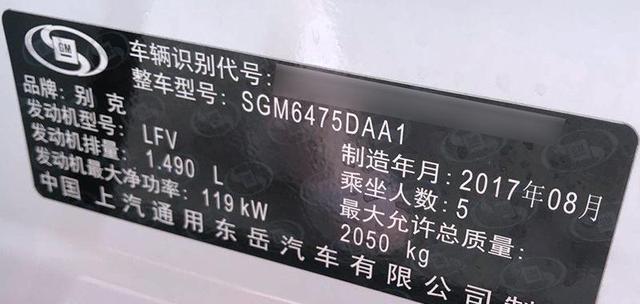 GM
车辆识别代号:
整车型号: SGM6475DAA1
品牌: 别克
发动机型号: LFV
发动机排量: 1.490 L
发动机最大净功率: 119 kW
制造年月: 2017年08月
乘坐人数: 5
最大允许总质量:
2050 kg
中国 上汽通用东岳汽车有限公司制